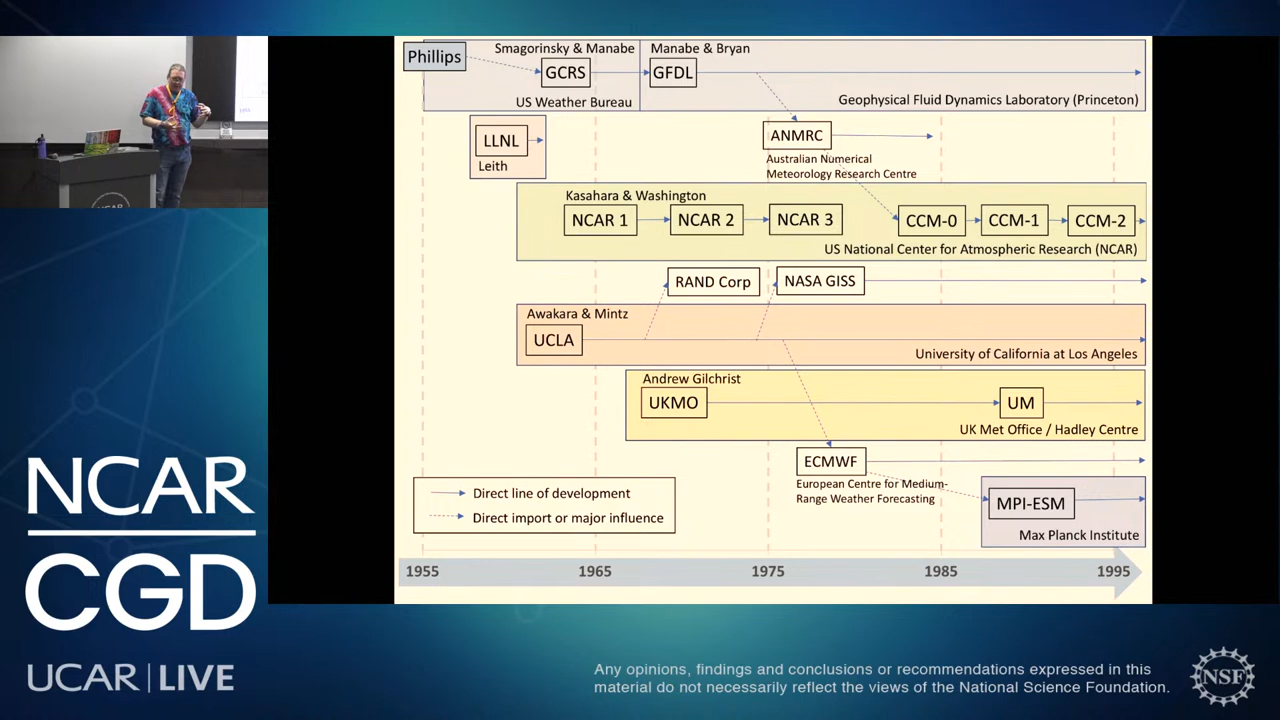 Phillips
Smagorinsky & Manabe
GCRS
US Weather Bureau
Manabe & Bryan
GFDL
Geophysical Fluid Dynamics Laboratory (Princeton)
LLNL
Leith
ANMRC
Australian Numerical
Meteorology Research Centre
Kasahara & Washington
NCAR 1
NCAR 2
NCAR 3
CCM-0
CCM-1
CCM-2
US National Center for Atmospheric Research (NCAR)
RAND Corp
NASA GISS
Awakara & Mintz
UCLA
University of California at Los Angeles
Andrew Gilchrist
UKMO
UM
UK Met Office / Hadley Centre
ECMWF
European Centre for Medium-
Range Weather Forecasting
MPI-ESM
Max Planck Institute
Direct line of development
Direct import or major influence
1955
1965
1975
1985
1995
NCAR
CGD
UCAR | LIVE
Any opinions, findings and conclusions or recommendations expressed in this
material do not necessarily reflect the views of the National Science Foundation.
NSF